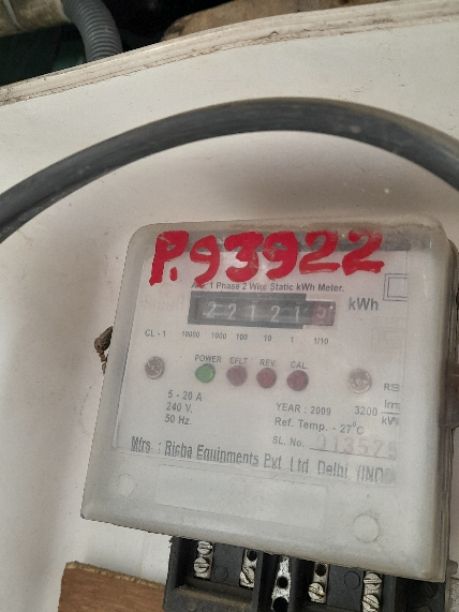 P.93922
A.C 1 Phase 2 Wire Static kWh Meter.
22121 kWh
CL - 1 10000 1000 100 10 1 1/10
POWER EFLT REV. CAL.
5 - 20 A
240 V.
50 Hz.
YEAR : 2009 3200
Ref. Temp. - 27°C
SL. No.
Mfrs. : Ricba Equipments Pvt. Ltd. Delhi